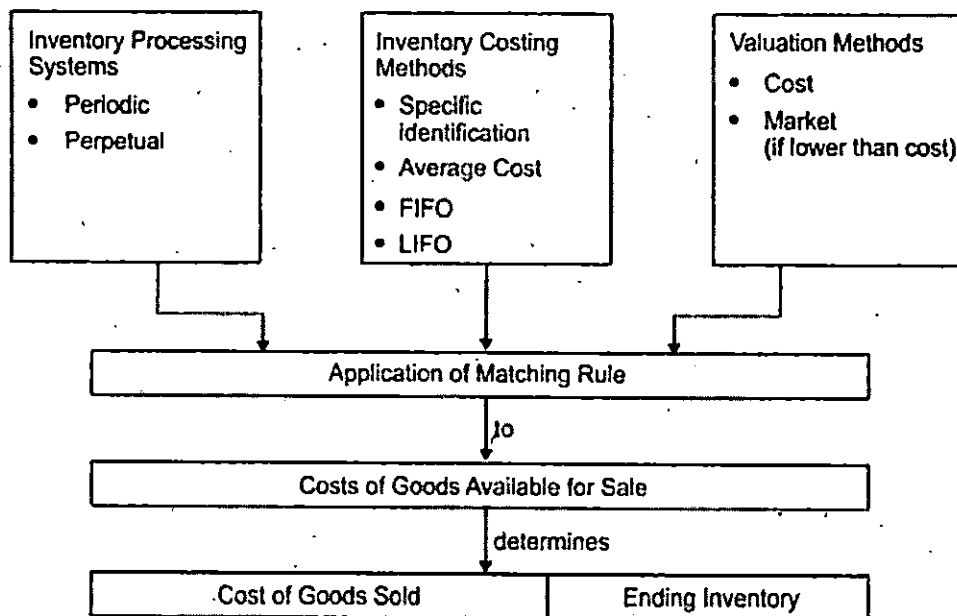 Inventory Processing
Systems
• Periodic
• Perpetual
Inventory Costing
Methods
• Specific
identification
• Average Cost
• FIFO
• LIFO
Valuation Methods
• Cost
• Market
(if lower than cost)
Application of Matching Rule
to
Costs of Goods Available for Sale
determines
Cost of Goods Sold
Ending Inventory